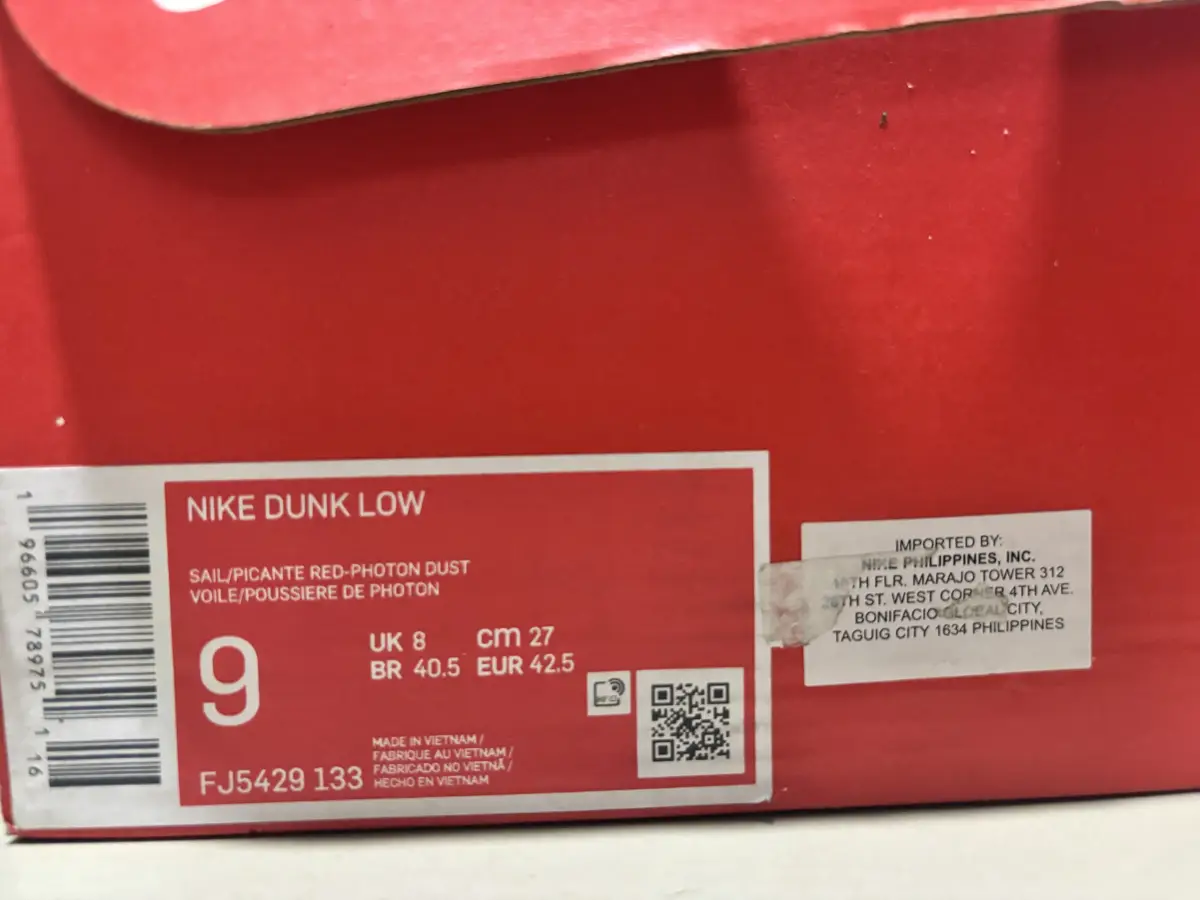 NIKE DUNK LOW
SAIL/PICANTE RED-PHOTON DUST
VOILE/POUSSIERE DE PHOTON
9
UK 8 cm 27
BR 40.5 EUR 42.5
FJ5429 133
MADE IN VIETNAM /
FABRIQUE AU VIETNAM /
FABRICADO NO VIETNÃ /
HECHO EN VIETNAM
1 96605 78975 1 16
IMPORTED BY:
NIKE PHILIPPINES, INC.
FLR. MARAJO TOWER 312
ST. WEST CORNER 4TH AVE.
BONIFACIO GLOBAL CITY,
TAGUIG CITY 1634 PHILIPPINES